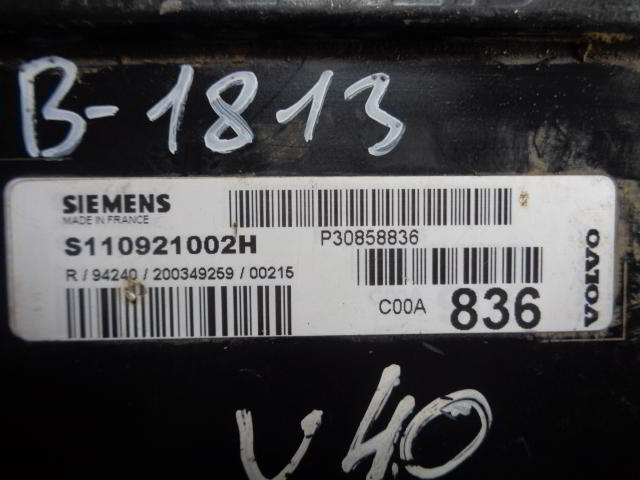 B-1813
SIEMENS
MADE IN FRANCE
S110921002H
P30858836
R / 94240 / 200349259 / 00215
C00A
836
VOLVO
V40